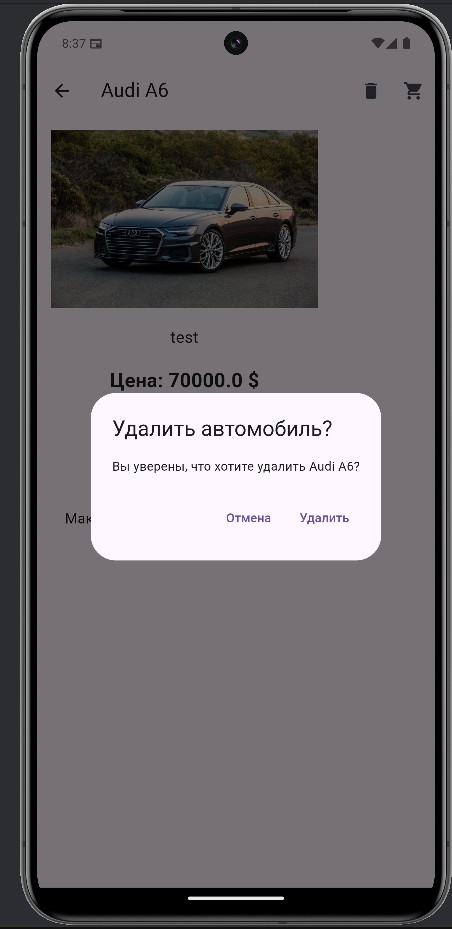 8:37
Audi A6
test
Цена: 70000.0 $
Удалить автомобиль?
Вы уверены, что хотите удалить Audi A6?
Отмена Удалить